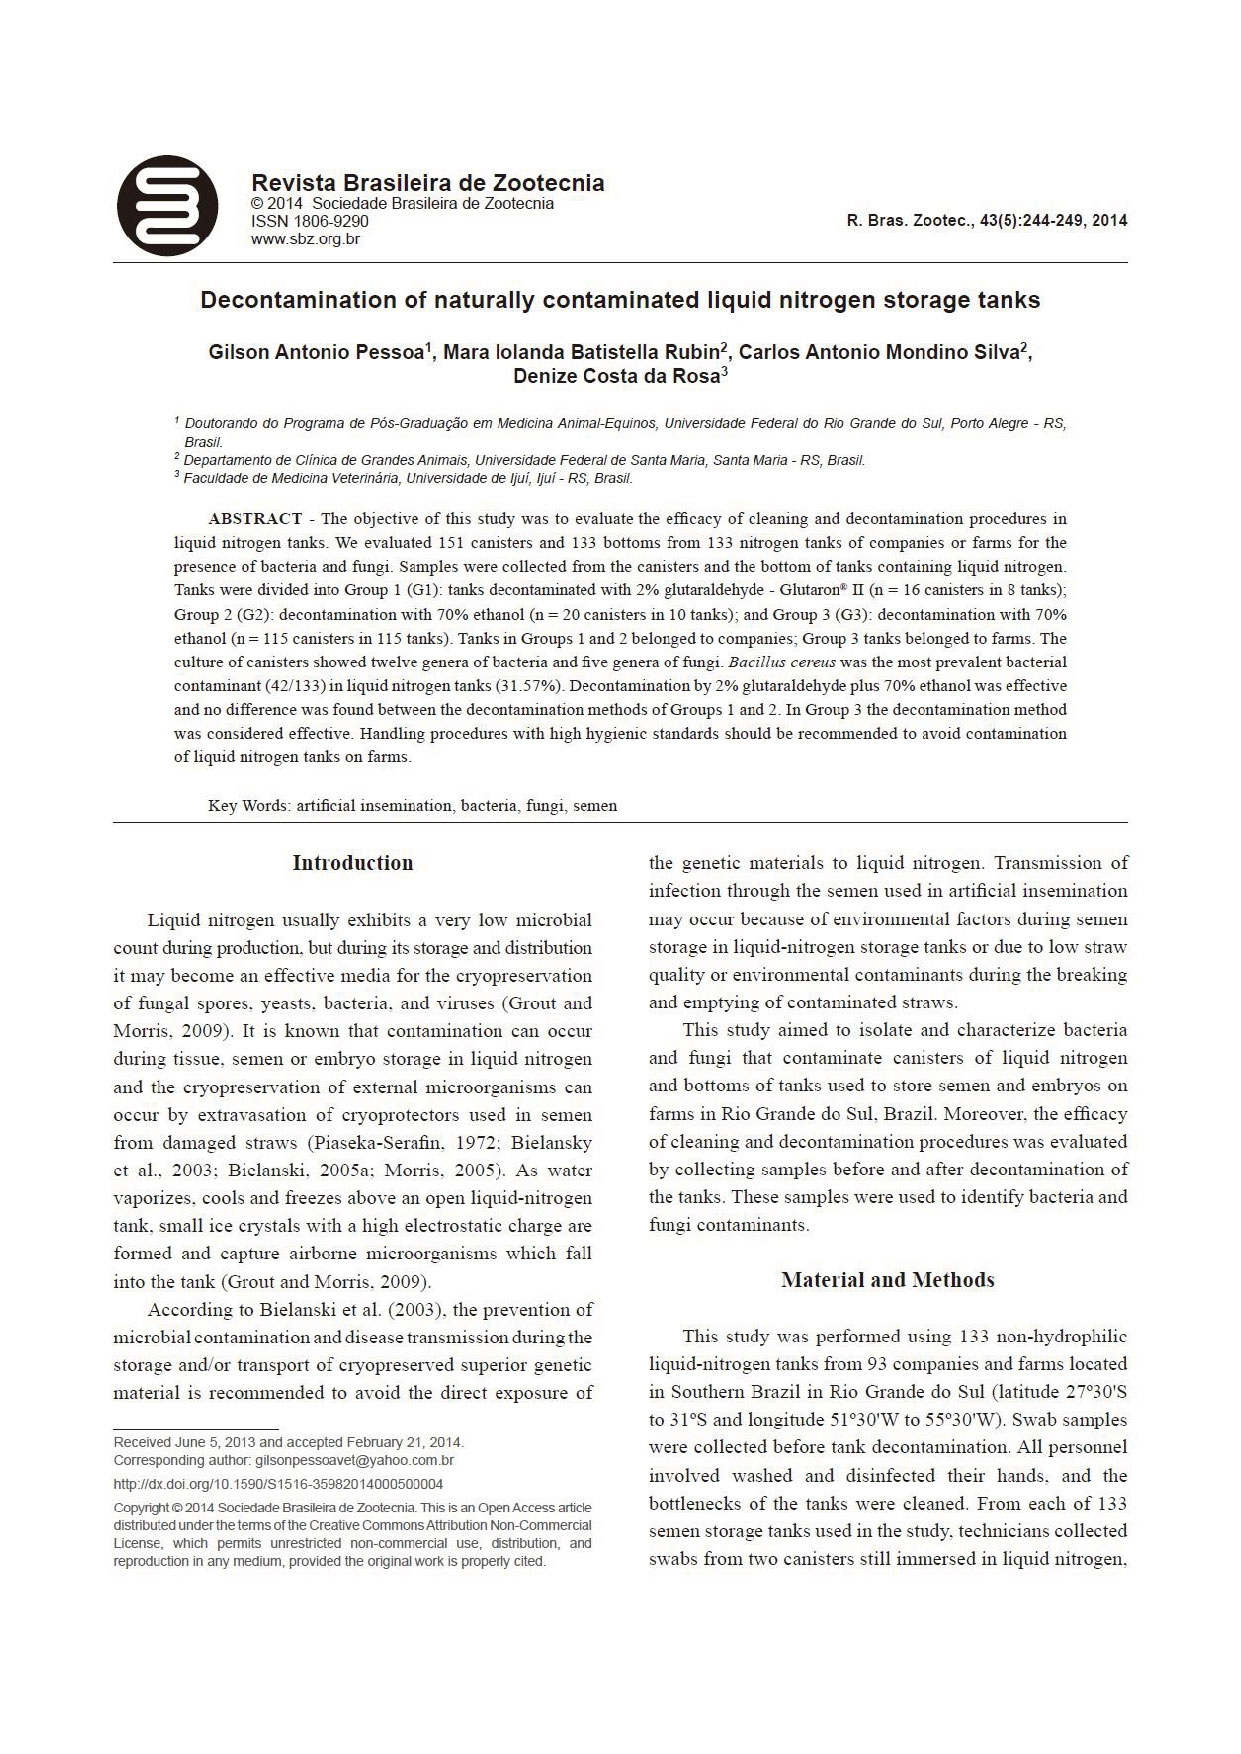 Revista Brasileira de Zootecnia
© 2014 Sociedade Brasileira de Zootecnia
ISSN 1806-9290
www.sbz.org.br
R. Bras. Zootec., 43(5):244-249, 2014
Decontamination of naturally contaminated liquid nitrogen storage tanks
Gilson Antonio Pessoa1, Mara Iolanda Batistella Rubin2, Carlos Antonio Mondino Silva2,
Denize Costa da Rosa3
1 Doutorando do Programa de Pós-Graduação em Medicina Animal-Equinos, Universidade Federal do Rio Grande do Sul, Porto Alegre - RS,
Brasil.
2 Departamento de Clínica de Grandes Animais, Universidade Federal de Santa Maria, Santa Maria - RS, Brasil.
3 Faculdade de Medicina Veterinária, Universidade de Ijuí, Ijuí - RS, Brasil.
ABSTRACT - The objective of this study was to evaluate the efficacy of cleaning and decontamination procedures in
liquid nitrogen tanks. We evaluated 151 canisters and 133 bottoms from 133 nitrogen tanks of companies or farms for the
presence of bacteria and fungi. Samples were collected from the canisters and the bottom of tanks containing liquid nitrogen.
Tanks were divided into Group 1 (G1): tanks decontaminated with 2% glutaraldehyde - Glutaron® II (n = 16 canisters in 8 tanks);
Group 2 (G2): decontamination with 70% ethanol (n = 20 canisters in 10 tanks); and Group 3 (G3): decontamination with 70%
ethanol (n = 115 canisters in 115 tanks). Tanks in Groups 1 and 2 belonged to companies; Group 3 tanks belonged to farms. The
culture of canisters showed twelve genera of bacteria and five genera of fungi. Bacillus cereus was the most prevalent bacterial
contaminant (42/133) in liquid nitrogen tanks (31.57%). Decontamination by 2% glutaraldehyde plus 70% ethanol was effective
and no difference was found between the decontamination methods of Groups 1 and 2. In Group 3 the decontamination method
was considered effective. Handling procedures with high hygienic standards should be recommended to avoid contamination
of liquid nitrogen tanks on farms.
Key Words: artificial insemination, bacteria, fungi, semen
Introduction
Liquid nitrogen usually exhibits a very low microbial
count during production, but during its storage and distribution
it may become an effective media for the cryopreservation
of fungal spores, yeasts, bacteria, and viruses (Grout and
Morris, 2009). It is known that contamination can occur
during tissue, semen or embryo storage in liquid nitrogen
and the cryopreservation of external microorganisms can
occur by extravasation of cryoprotectors used in semen
from damaged straws (Piaseka-Serafin, 1972; Bielansky
et al., 2003; Bielanski, 2005a; Morris, 2005). As water
vaporizes, cools and freezes above an open liquid-nitrogen
tank, small ice crystals with a high electrostatic charge are
formed and capture airborne microorganisms which fall
into the tank (Grout and Morris, 2009).
According to Bielanski et al. (2003), the prevention of
microbial contamination and disease transmission during the
storage and/or transport of cryopreserved superior genetic
material is recommended to avoid the direct exposure of
Received June 5, 2013 and accepted February 21, 2014.
Corresponding author: gilsonpessoavet@yahoo.com.br
http://dx.doi.org/10.1590/S1516-35982014000500004
Copyright © 2014 Sociedade Brasileira de Zootecnia. This is an Open Access article
distributed under the terms of the Creative Commons Attribution Non-Commercial
License, which permits unrestricted non-commercial use, distribution, and
reproduction in any medium, provided the original work is properly cited.
the genetic materials to liquid nitrogen. Transmission of
infection through the semen used in artificial insemination
may occur because of environmental factors during semen
storage in liquid-nitrogen storage tanks or due to low straw
quality or environmental contaminants during the breaking
and emptying of contaminated straws.
This study aimed to isolate and characterize bacteria
and fungi that contaminate canisters of liquid nitrogen
and bottoms of tanks used to store semen and embryos on
farms in Rio Grande do Sul, Brazil. Moreover, the efficacy
of cleaning and decontamination procedures was evaluated
by collecting samples before and after decontamination of
the tanks. These samples were used to identify bacteria and
fungi contaminants.
Material and Methods
This study was performed using 133 non-hydrophilic
liquid-nitrogen tanks from 93 companies and farms located
in Southern Brazil in Rio Grande do Sul (latitude 27º30'S
to 31ºS and longitude 51º30'W to 55º30'W). Swab samples
were collected before tank decontamination. All personnel
involved washed and disinfected their hands, and the
bottlenecks of the tanks were cleaned. From each of 133
semen storage tanks used in the study, technicians collected
swabs from two canisters still immersed in liquid nitrogen,